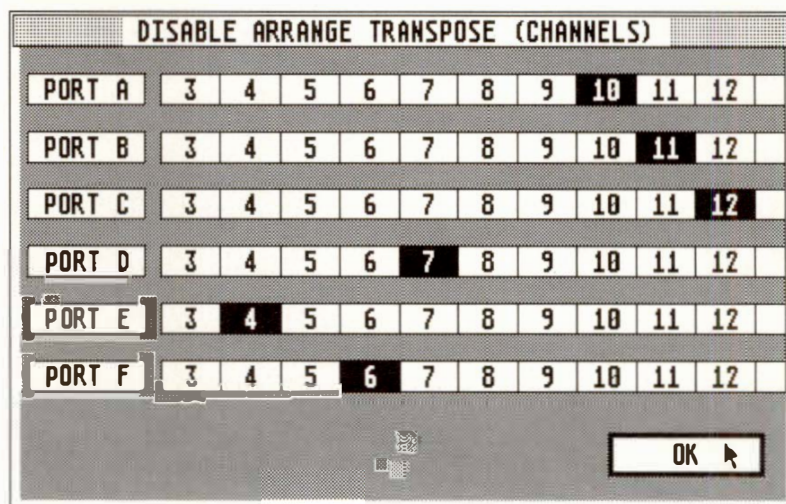 DISABLE ARRANGE TRANSPOSE (CHANNELS)
PORT A 3 4 5 6 7 8 9 10 11 12
PORT B 3 4 5 6 7 8 9 10 11 12
PORT C 3 4 5 6 7 8 9 10 11 12
PORT D 3 4 5 6 7 8 9 10 11 12
PORT E 3 4 5 6 7 8 9 10 11 12
PORT F 3 4 5 6 7 8 9 10 11 12
OK